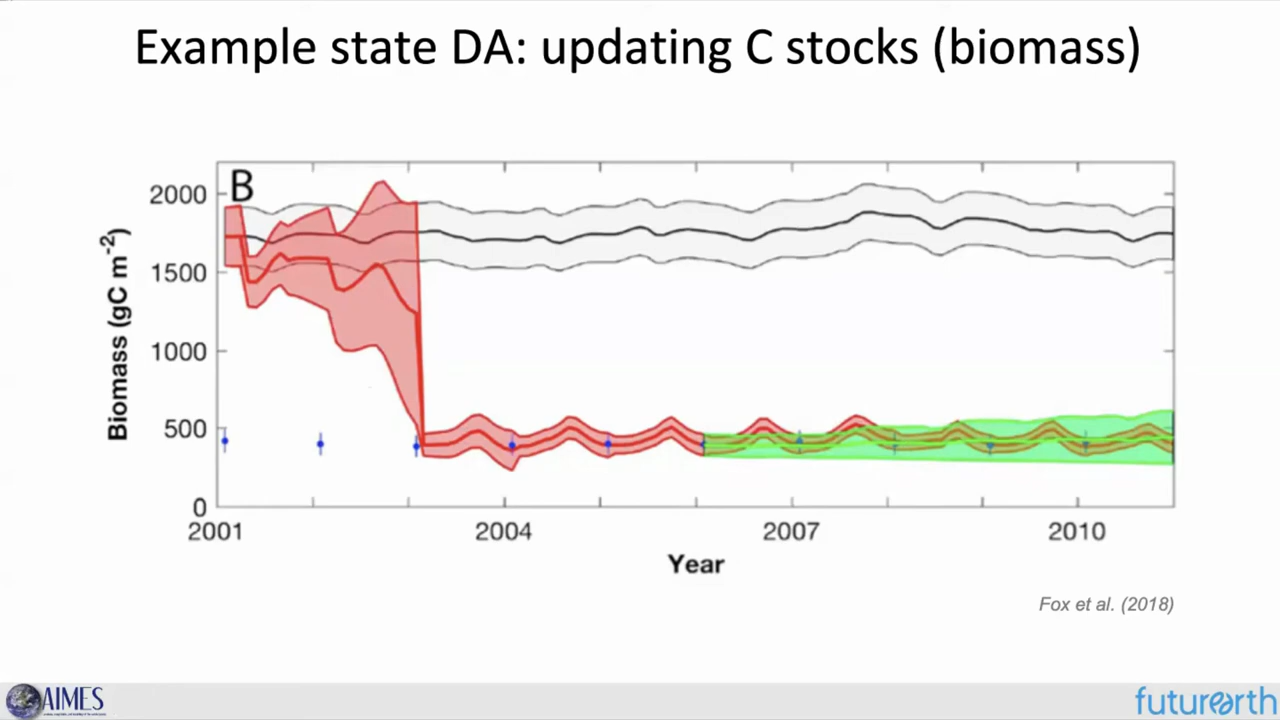 Example state DA: updating C stocks (biomass)
B
2000
1500
1000
500
0
Biomass (gC m-2)
2001
2004
2007
2010
Year
Fox et al. (2018)
AIMES
futurearth